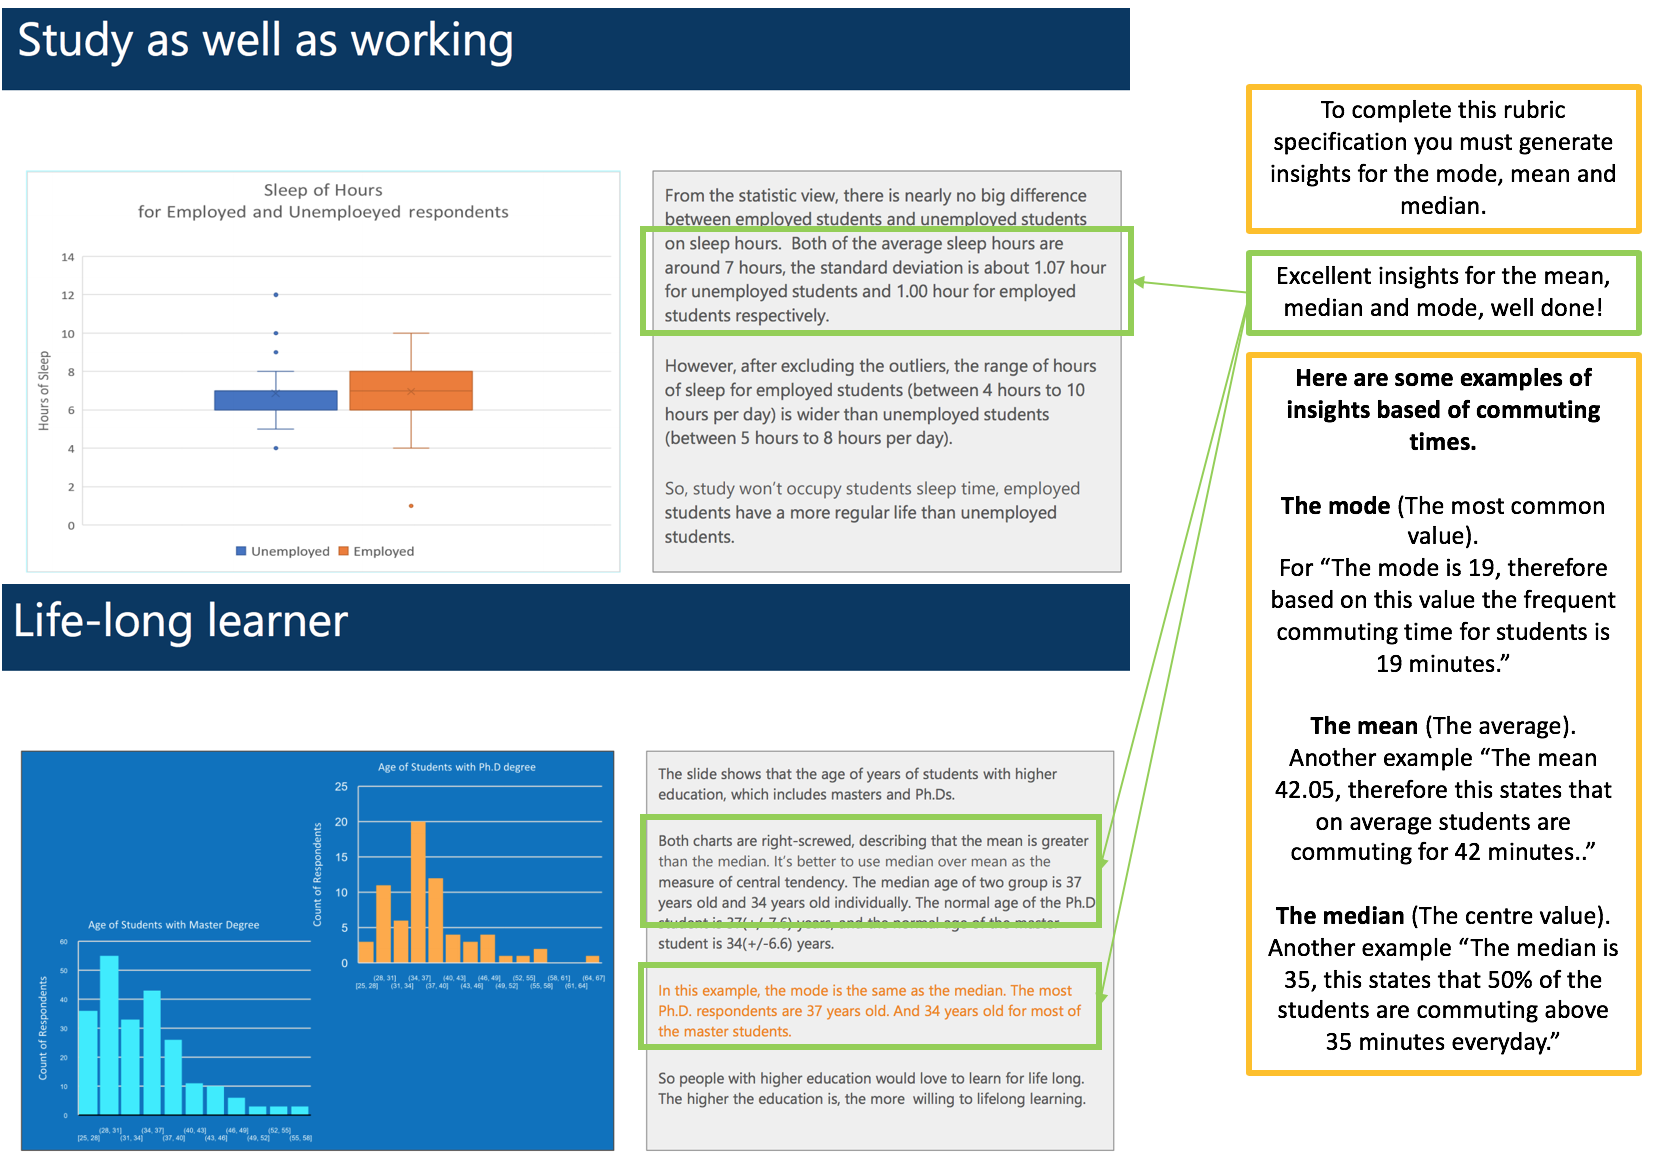 Study as well as working
Sleep of Hours
for Employed and Unemploeyed respondents
Hours of Sleep
14
12
10
8
6
4
2
0
Unemployed Employed
From the statistic view, there is nearly no big difference
between employed students and unemployed students
on sleep hours. Both of the average sleep hours are
around 7 hours, the standard deviation is about 1.07 hour
for unemployed students and 1.00 hour for employed
students respectively.
However, after excluding the outliers, the range of hours
of sleep for employed students (between 4 hours to 10
hours per day) is wider than unemployed students
(between 5 hours to 8 hours per day).
So, study won't occupy students sleep time, employed
students have a more regular life than unemployed
students.
To complete this rubric
specification you must generate
insights for the mode, mean and
median.
Excellent insights for the mean,
median and mode, well done!
Here are some examples of
insights based of commuting
times.
The mode (The most common
value).
For “The mode is 19, therefore
based on this value the frequent
commuting time for students is
19 minutes.”
The mean (The average).
Another example “The mean
42.05, therefore this states that
on average students are
commuting for 42 minutes..”
The median (The centre value).
Another example “The median is
35, this states that 50% of the
students are commuting above
35 minutes everyday.”
Life-long learner
Age of Students with Ph.D degree
Count of Respondents
25
20
15
10
5
0
(28, 31] (34, 37] (40, 43] (46, 49] (52, 55] (58, 61] (64, 67]
[25, 28] (31, 34] (37, 40] (43, 46] (49, 52] (55, 58] (61, 64]
Age of Students with Master Degree
Count of Respondents
60
50
40
30
20
10
0
(28, 31] (34, 37] (40, 43] (46, 49] (52, 55]
[25, 28] (31, 34] (37, 40] (43, 46] (49, 52] (55, 58]
The slide shows that the age of years of students with higher
education, which includes masters and Ph.Ds.
Both charts are right-screwed, describing that the mean is greater
than the median. It's better to use median over mean as the
measure of central tendency. The median age of two group is 37
years old and 34 years old individually. The normal age of the Ph.D
student is 37(+/-7.6) years, and the normal age of the master
student is 34(+/-6.6) years.
In this example, the mode is the same as the median. The most
Ph.D. respondents are 37 years old. And 34 years old for most of
the master students.
So people with higher education would love to learn for life long.
The higher the education is, the more willing to lifelong learning.